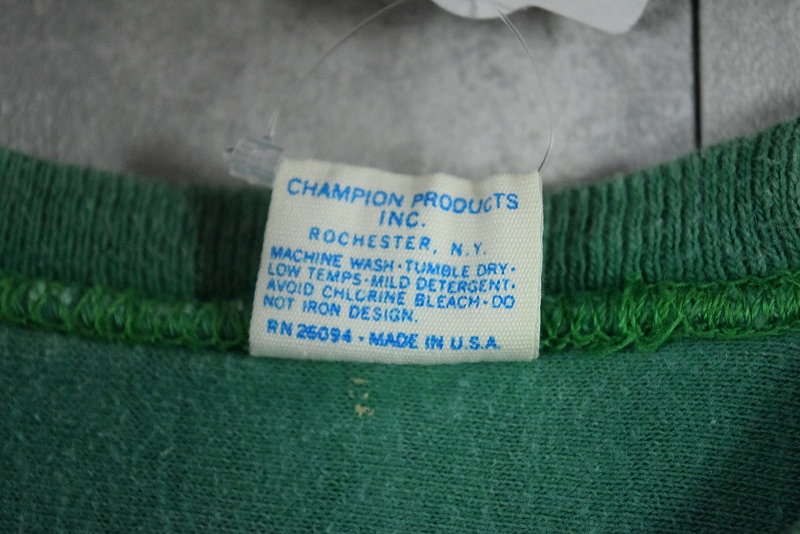 CHAMPION PRODUCTS
INC.
ROCHESTER, N.Y.
MACHINE WASH·TUMBLE DRY·
LOW TEMPS·MILD DETERGENT·
AVOID CHLORINE BLEACH·DO
NOT IRON DESIGN.
RN 26094 · MADE IN U.S.A.